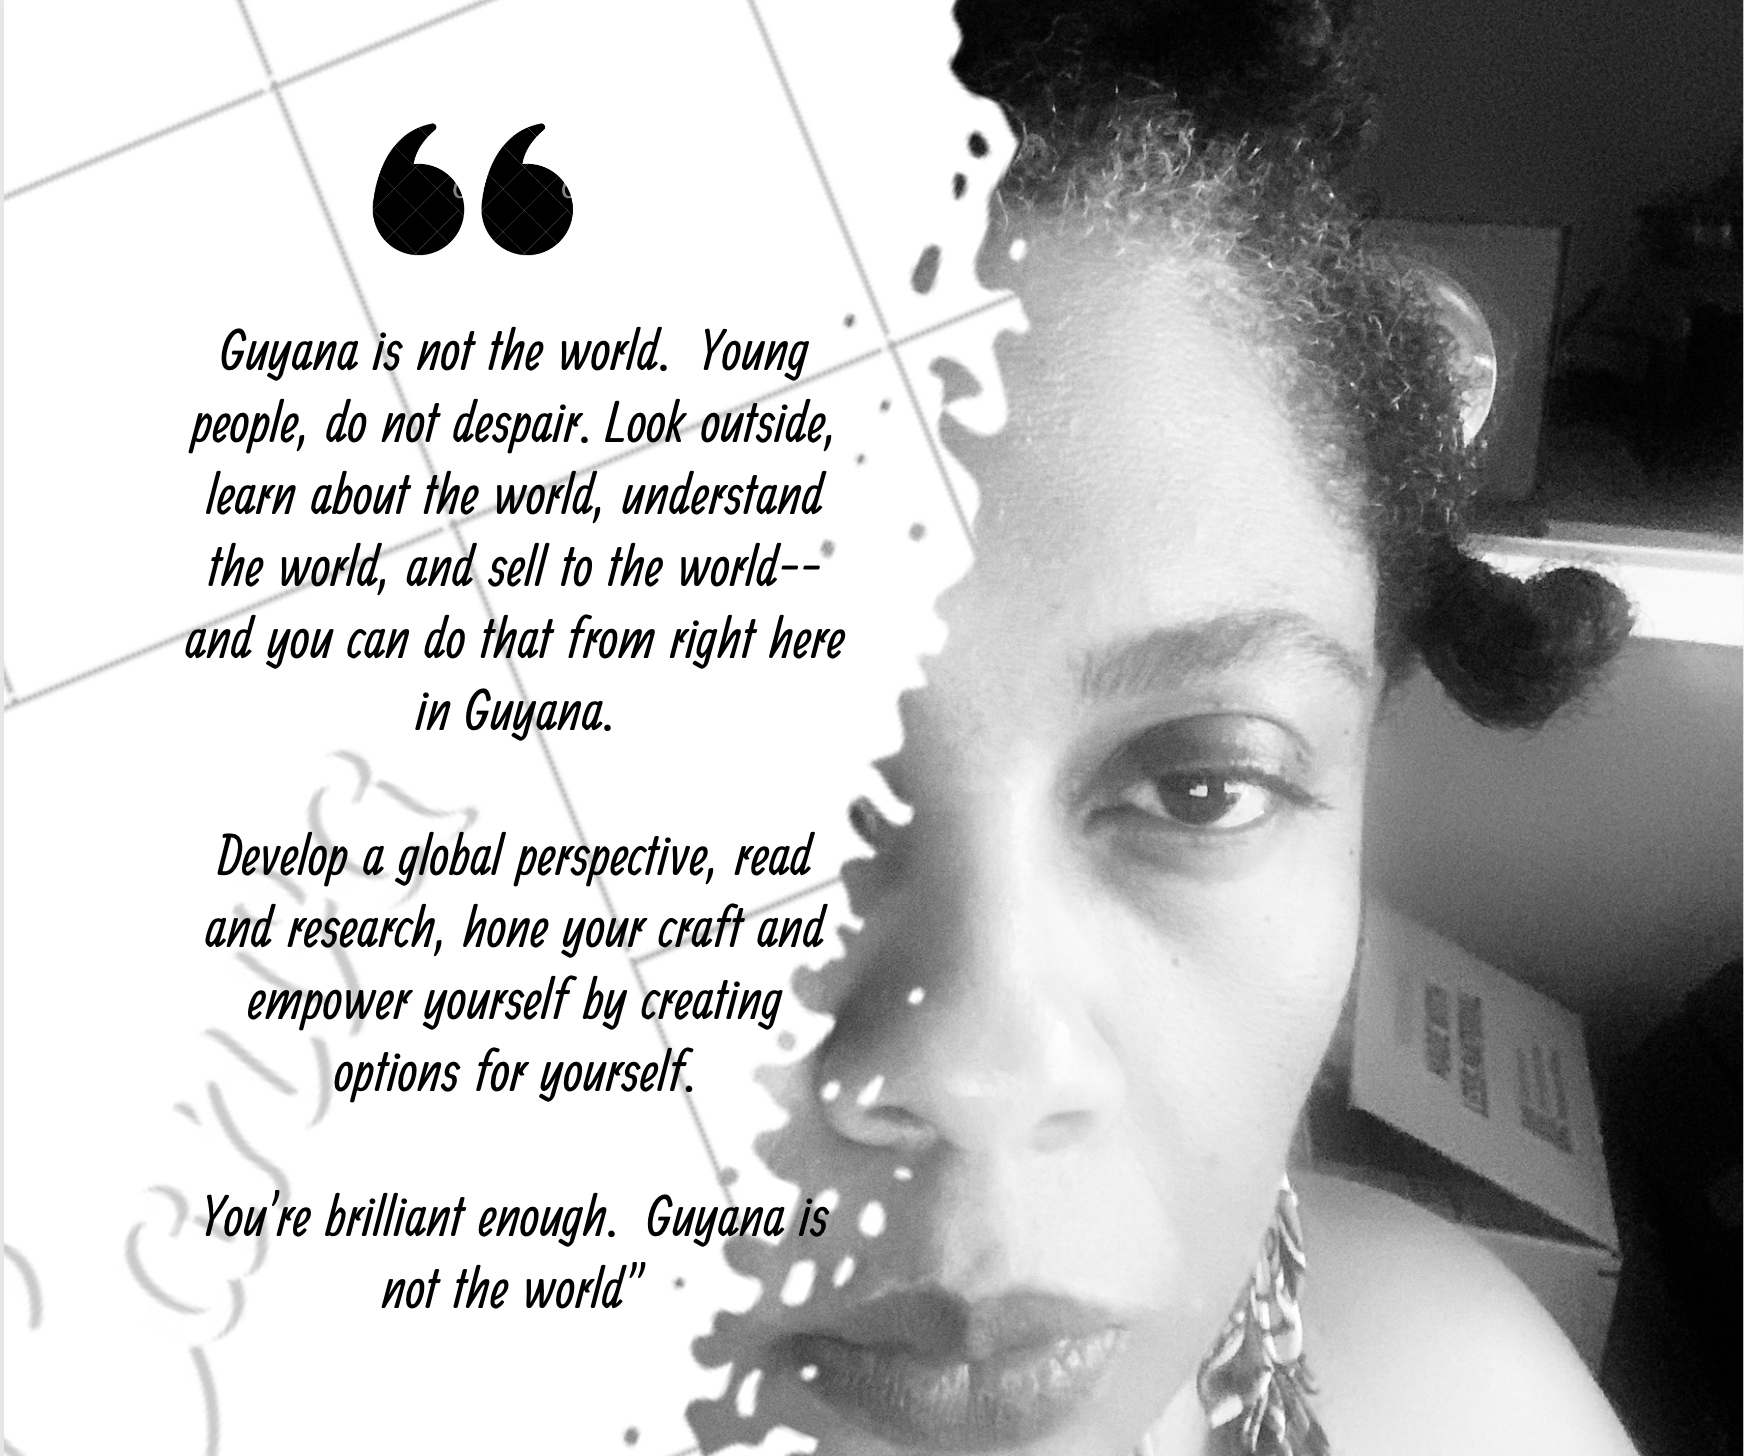 Guyana is not the world.  Young
people, do not despair. Look outside,
learn about the world, understand
the world, and sell to the world--
and you can do that from right here
in Guyana.
Develop a global perspective, read
and research, hone your craft and
empower yourself by creating
options for yourself.
You're brilliant enough.  Guyana is
not the world”